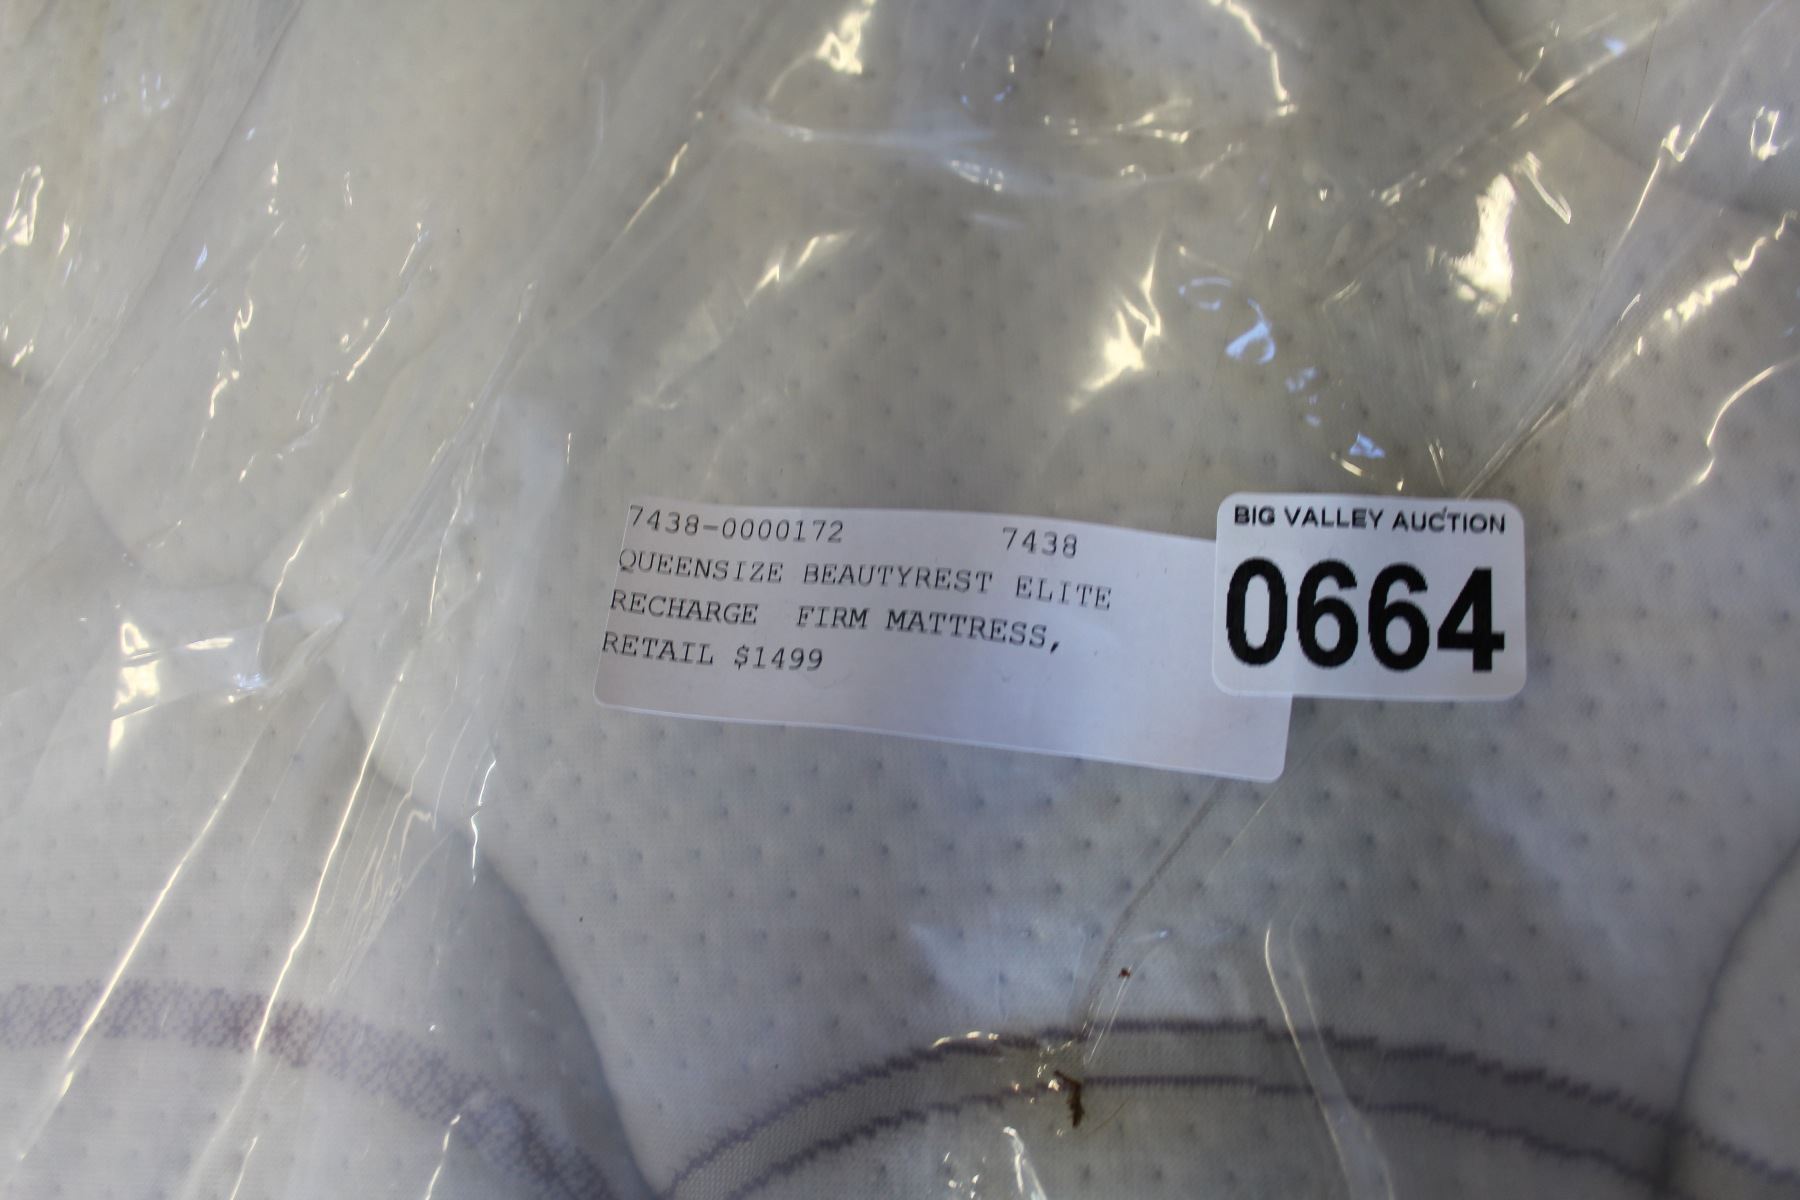 7438-0000172 7438
QUEENSIZE BEAUTYREST ELITE
RECHARGE FIRM MATTRESS,
RETAIL $1499
BIG VALLEY AUCTION
0664